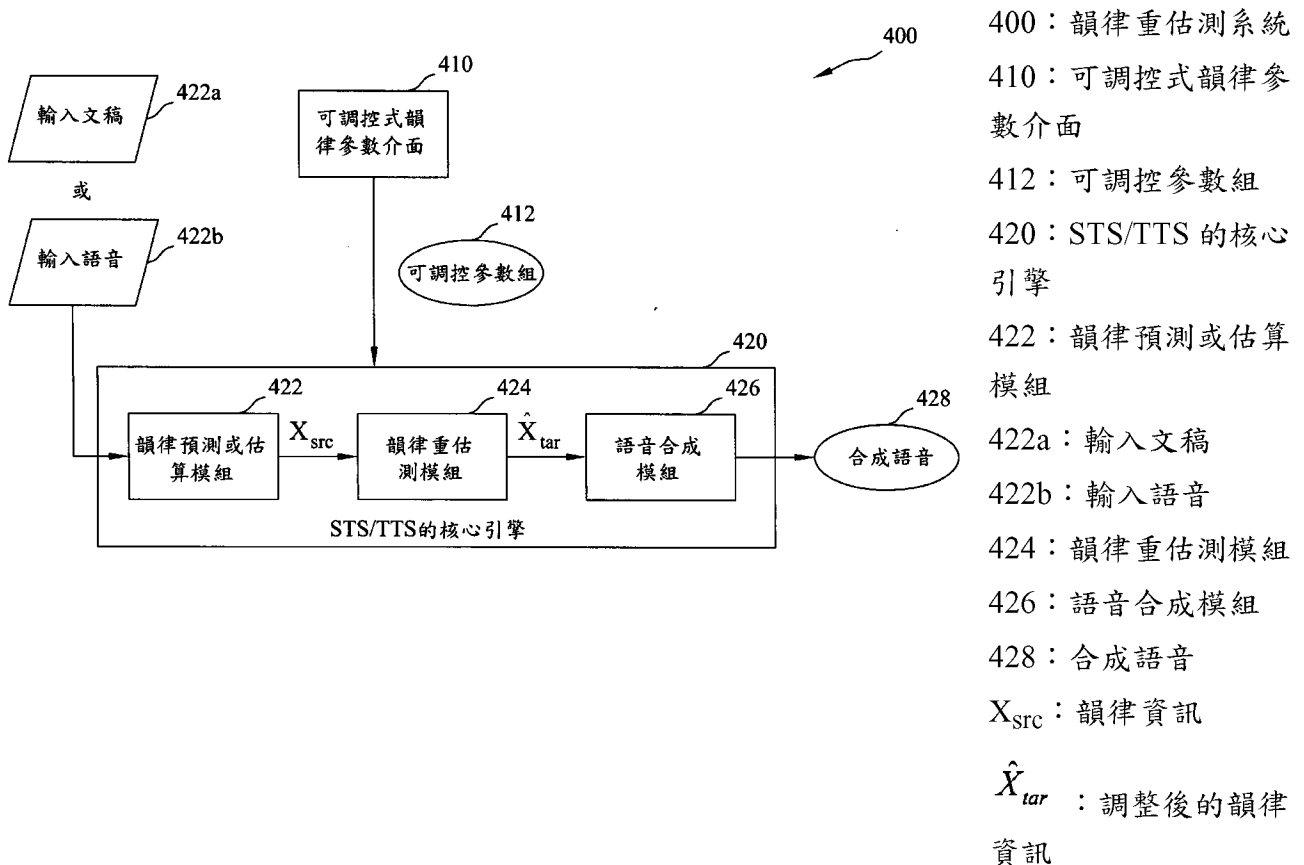 400
410
422a
輸入文稿
可調控式韻
律參數介面
或
422b
輸入語音
412
可調控參數組
420
422
424
426
428
韻律預測或估
算模組
X_src
韻律重估
測模組
X̂_tar
語音合成
模組
合成語音
STS/TTS的核心引擎
400：韻律重估測系統
410：可調控式韻律參
數介面
412：可調控參數組
420：STS/TTS 的核心
引擎
422：韻律預測或估算
模組
422a：輸入文稿
422b：輸入語音
424：韻律重估測模組
426：語音合成模組
428：合成語音
X_src：韻律資訊
X̂_tar：調整後的韻律
資訊